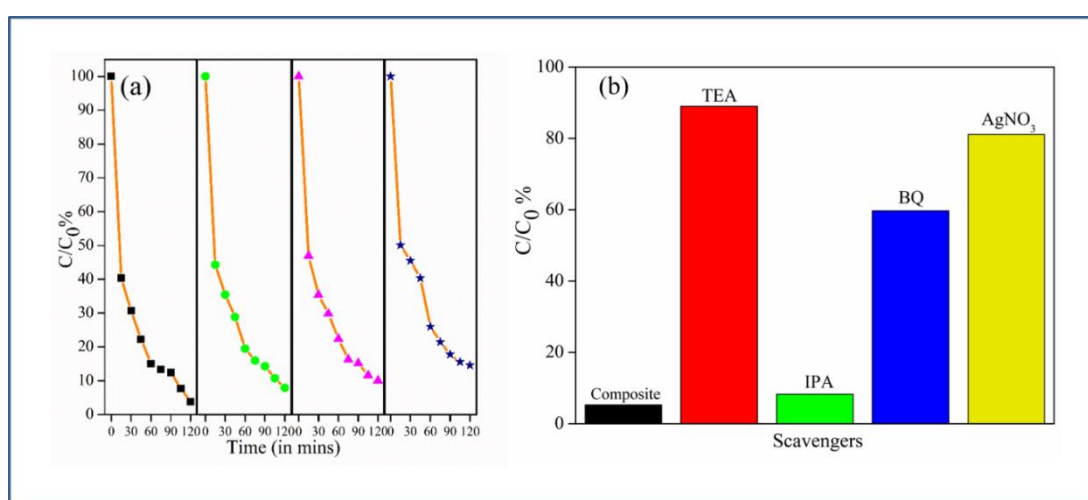 (a)
C/C0%
100
90
80
70
60
50
40
30
20
10
0
0 30 60 90 120 0 30 60 90 120 0 30 60 90 120 0 30 60 90 120
Time (in mins)
(b)
C/C0 %
100
80
60
40
20
0
Composite
TEA
IPA
BQ
AgNO3
Scavengers